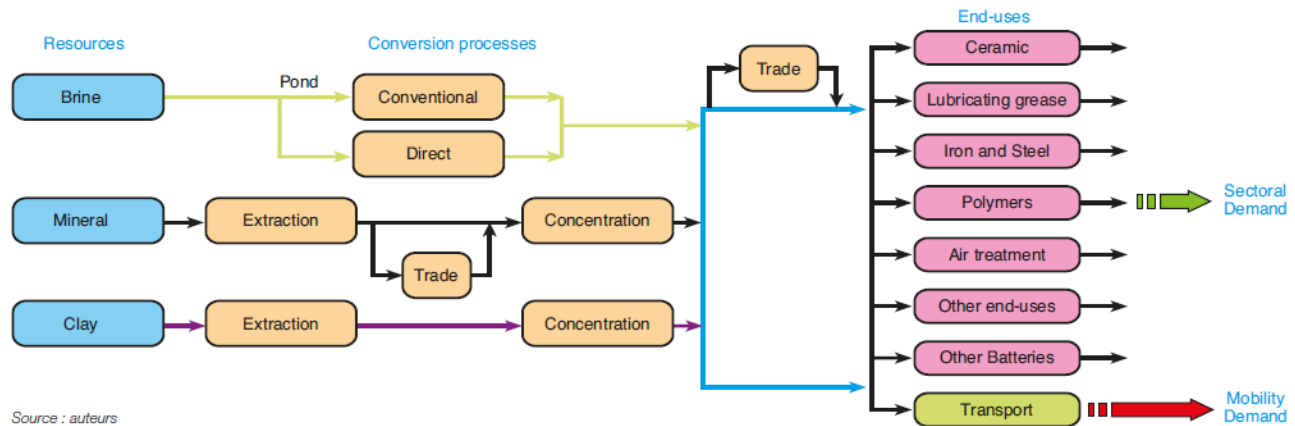 Resources
Conversion processes
End-uses
Brine
Pond
Conventional
Direct
Mineral
Extraction
Trade
Concentration
Clay
Extraction
Concentration
Trade
Ceramic
Lubricating grease
Iron and Steel
Polymers
Air treatment
Other end-uses
Other Batteries
Transport
Sectoral
Demand
Mobility
Demand
Source : auteurs